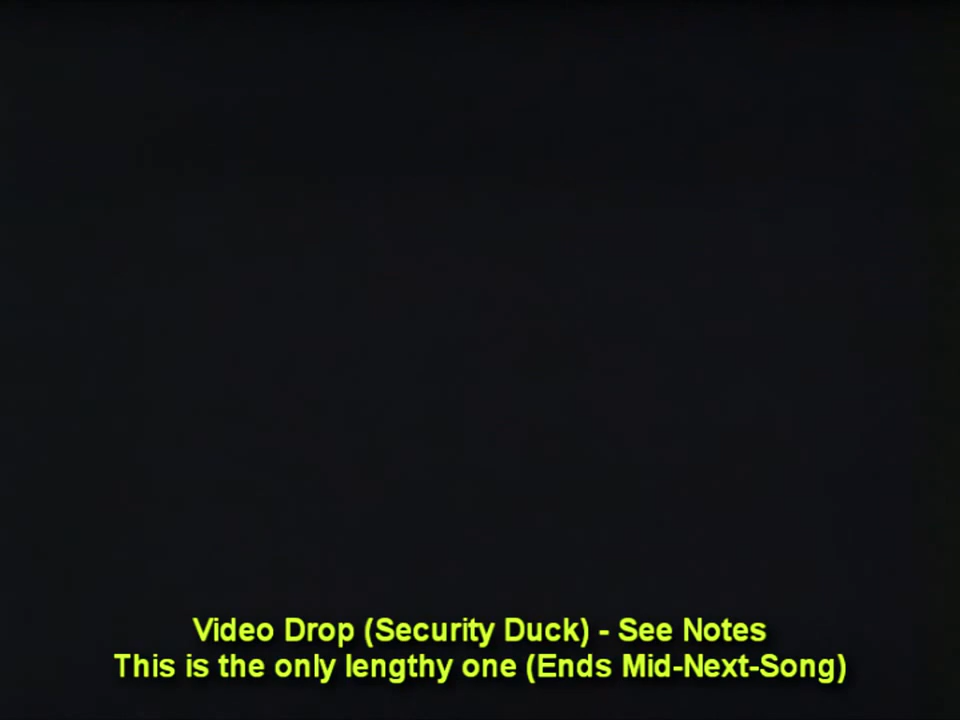 Video Drop (Security Duck) - See Notes
This is the only lengthy one (Ends Mid-Next-Song)